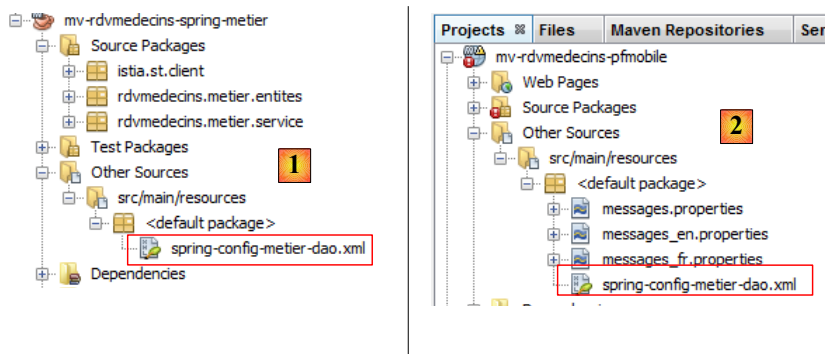 mv-rdvmedecins-spring-metier
Source Packages
istia.st.client
rdvmedecins.metier.entites
rdvmedecins.metier.service
Test Packages
Other Sources
1
src/main/resources
<default package>
spring-config-metier-dao.xml
Dependencies
Projects Files Maven Repositories Ser
mv-rdvmedecins-pfmobile
Web Pages
Source Packages
2
Other Sources
src/main/resources
<default package>
messages.properties
messages_en.properties
messages_fr.properties
spring-config-metier-dao.xml